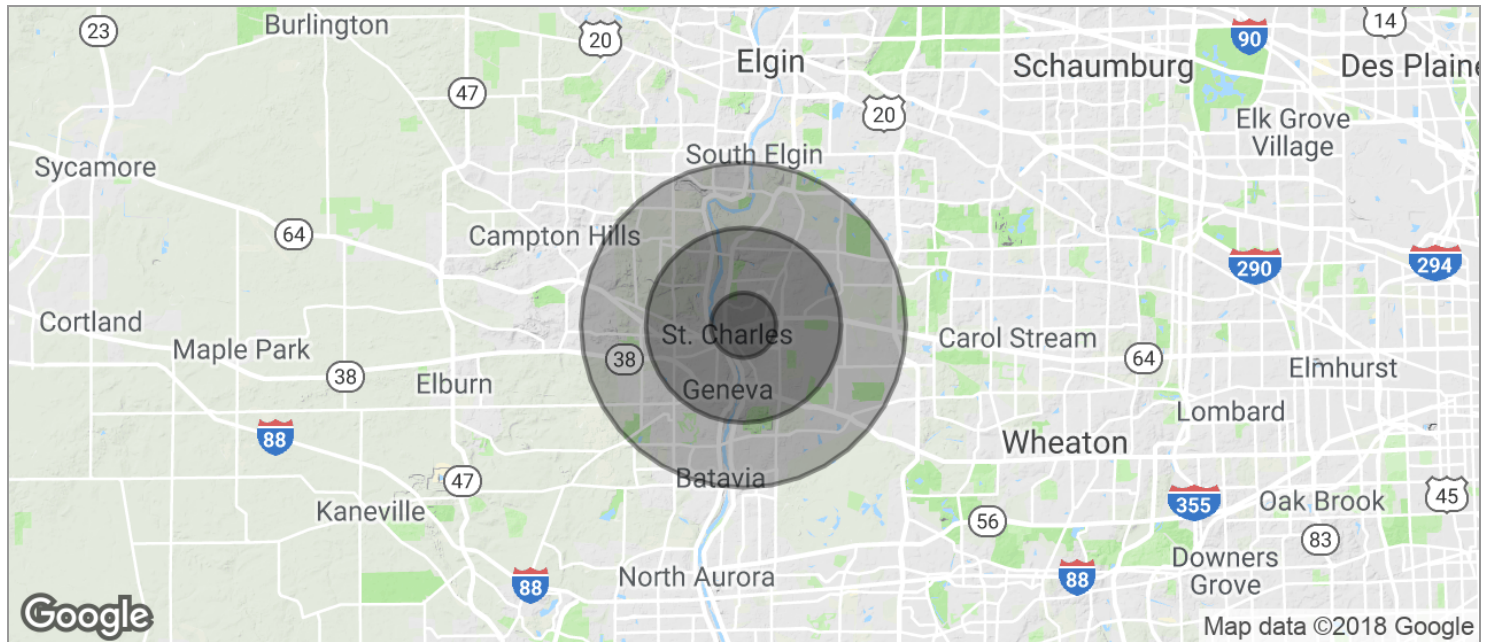 23
Burlington
20
Elgin
Schaumburg
90
14
Des Plaine
47
20
Elk Grove
Village
South Elgin
Sycamore
64
Campton Hills
290
294
Cortland
Maple Park
38
Elburn
St. Charles
38
Geneva
Carol Stream
64
Elmhurst
Lombard
88
Wheaton
Batavia
47
Kaneville
355
Oak Brook
45
56
83
Downers
Grove
North Aurora
88
88
Google
Map data ©2018 Google